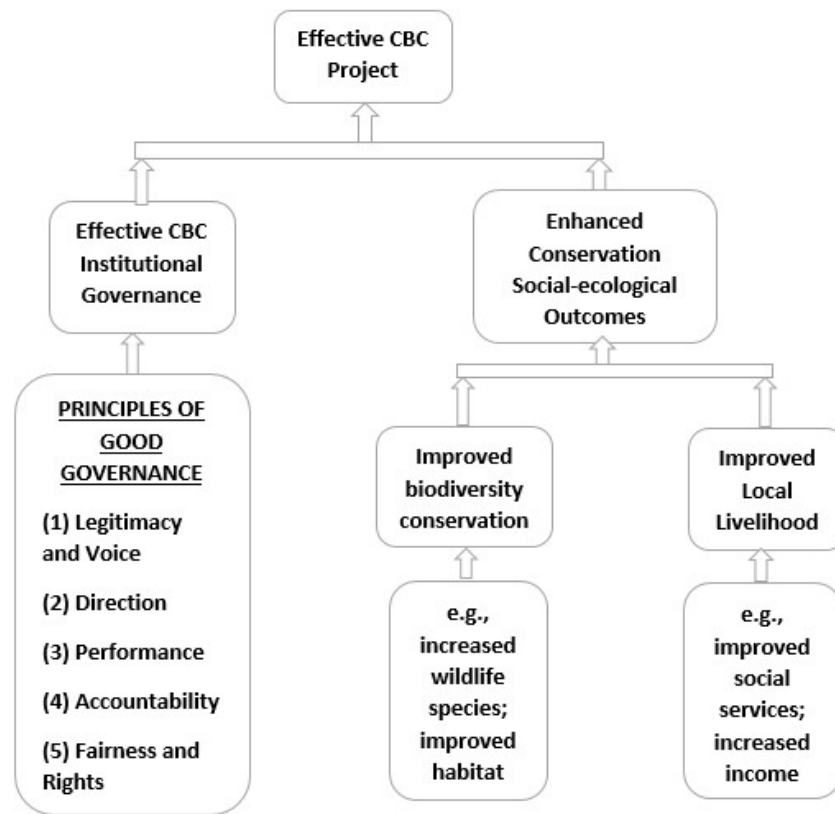 Effective CBC
Project
Effective CBC
Institutional
Governance
Enhanced
Conservation
Social-ecological
Outcomes
PRINCIPLES OF
GOOD
GOVERNANCE
(1) Legitimacy
and Voice
(2) Direction
(3) Performance
(4) Accountability
(5) Fairness and
Rights
Improved
biodiversity
conservation
Improved
Local
Livelihood
e.g.,
increased
wildlife
species;
improved
habitat
e.g.,
improved
social
services;
increased
income